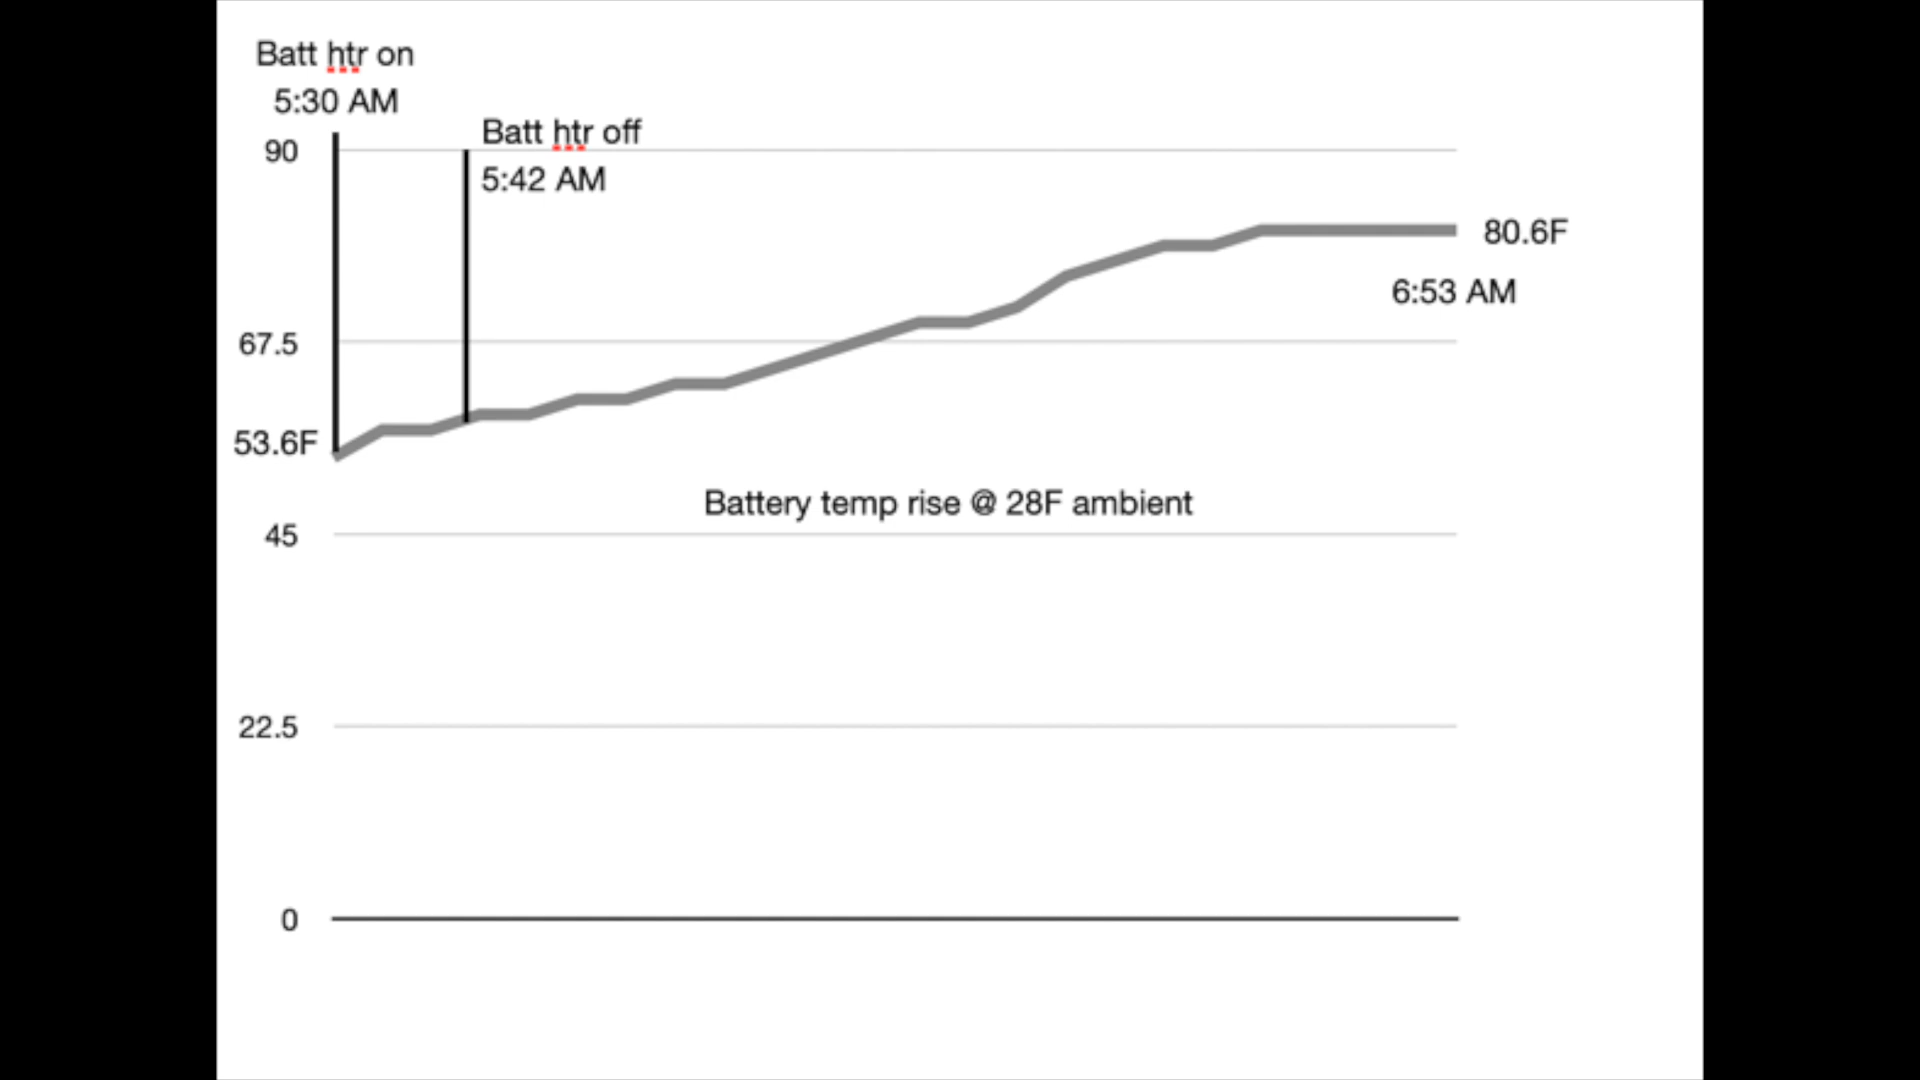 Batt htr on
5:30 AM
Batt htr off
5:42 AM
90
80.6F
6:53 AM
67.5
53.6F
Battery temp rise @ 28F ambient
45
22.5
0